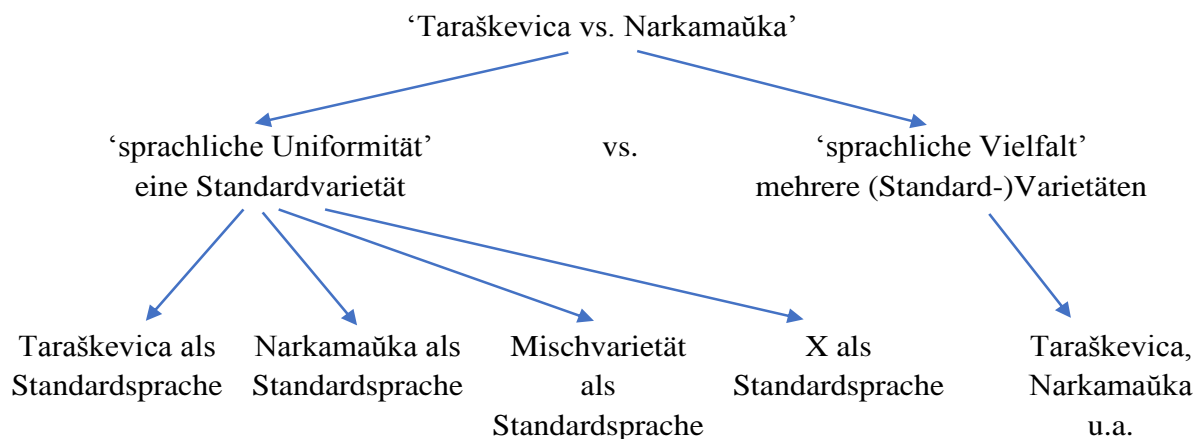 ‘Taraškevica vs. Narkamaŭka’
‘sprachliche Uniformität’ vs. ‘sprachliche Vielfalt’
eine Standardvarietät mehrere (Standard-)Varietäten
Taraškevica als Narkamaŭka als Mischvarietät X als Taraškevica,
Standardsprache Standardsprache als Standardsprache Narkamaŭka
Standardsprache u.a.